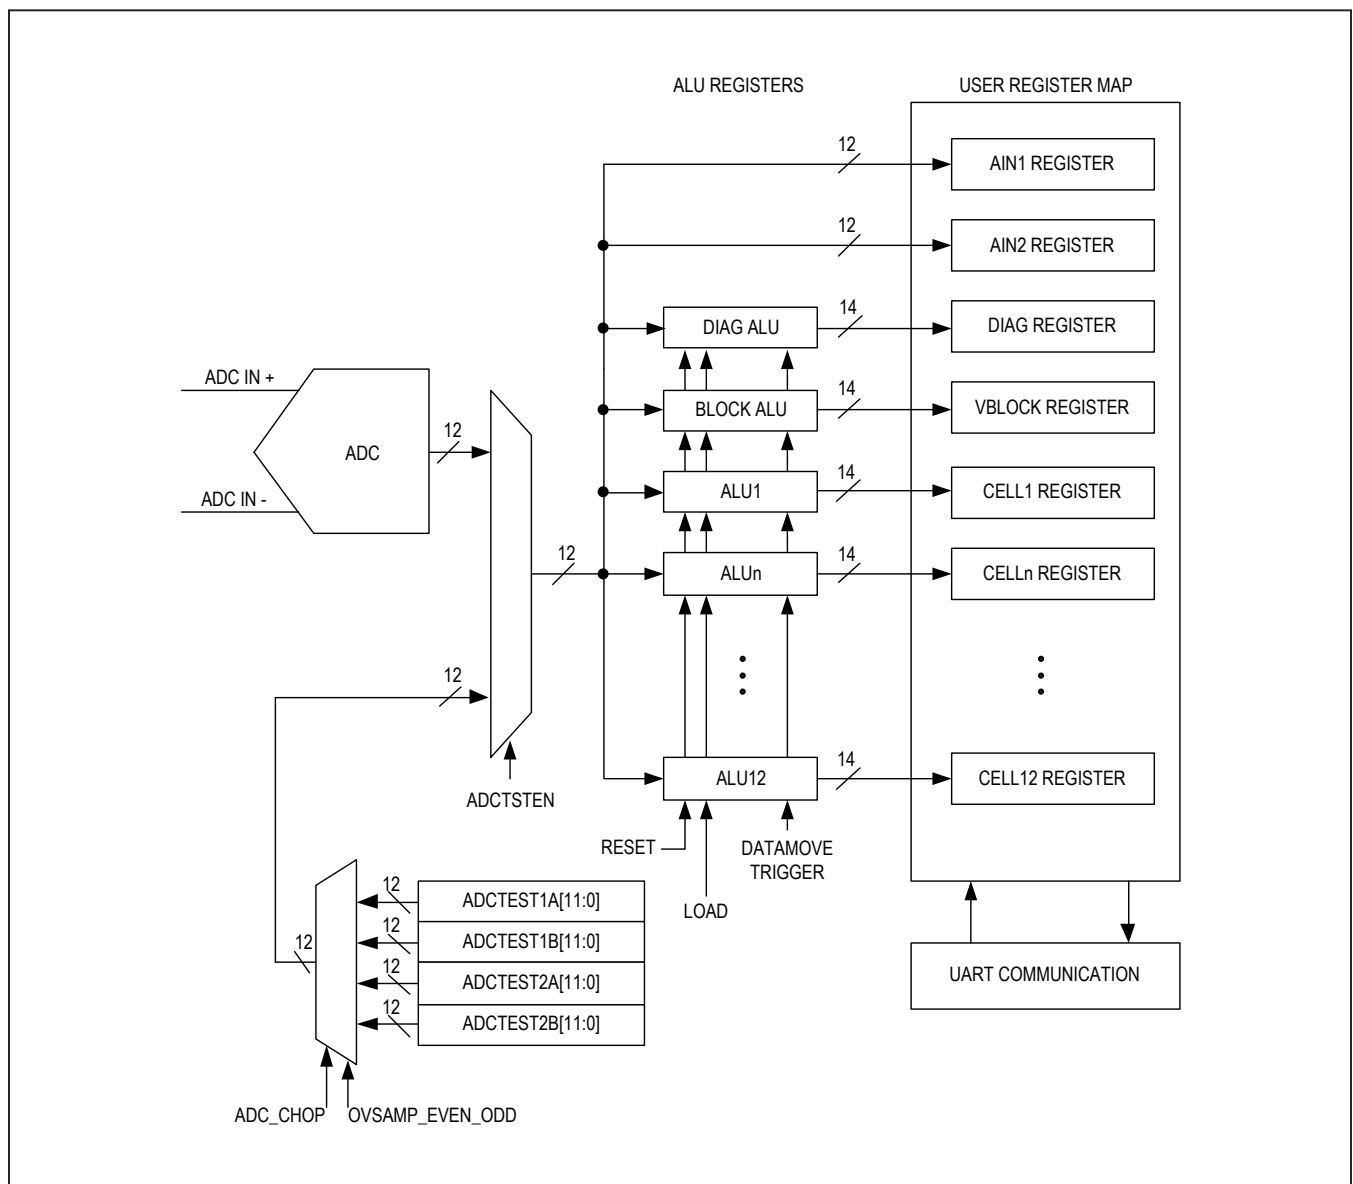 ALU REGISTERS
USER REGISTER MAP
12
AIN1 REGISTER
12
AIN2 REGISTER
DIAG ALU
14
DIAG REGISTER
ADC IN +
BLOCK ALU
14
VBLOCK REGISTER
12
ADC
ALU1
14
CELL1 REGISTER
ADC IN -
12
ALUn
14
CELLn REGISTER
12
ALU12
14
CELL12 REGISTER
ADCTSTEN
RESET
DATAMOVE
TRIGGER
LOAD
12
ADCTEST1A[11:0]
12
ADCTEST1B[11:0]
12
12
ADCTEST2A[11:0]
12
ADCTEST2B[11:0]
UART COMMUNICATION
ADC_CHOP
OVSAMP_EVEN_ODD